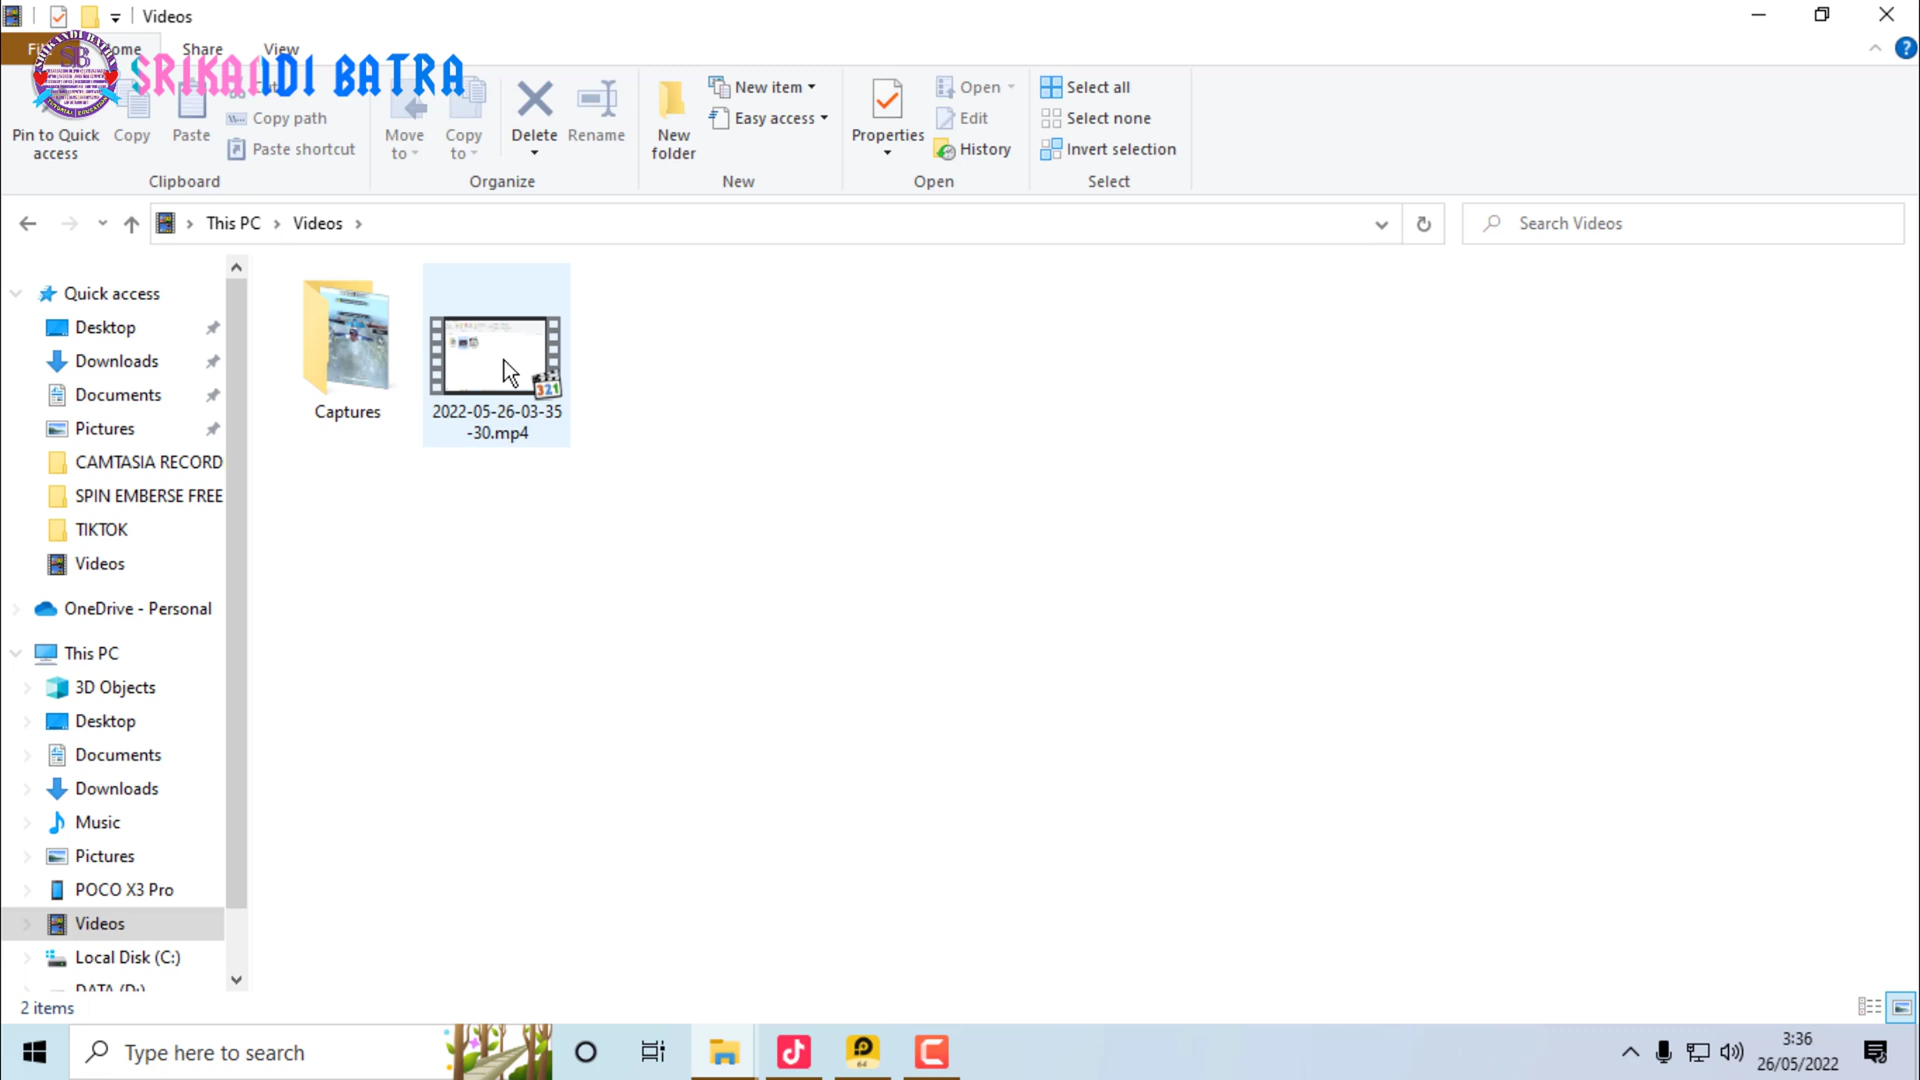 Videos
Share View
SRIKANDI BATRA
Pin to Quick access
Copy
Paste
Copy path
Paste shortcut
Clipboard
Move to
Copy to
Delete
Rename
Organize
New folder
New item
Easy access
New
Properties
Open
Edit
History
Open
Select all
Select none
Invert selection
Select
This PC > Videos >
Search Videos
Quick access
Desktop
Downloads
Documents
Pictures
CAMTASIA RECORD
SPIN EMBERSE FREE
TIKTOK
Videos
OneDrive - Personal
This PC
3D Objects
Desktop
Documents
Downloads
Music
Pictures
POCO X3 Pro
Videos
Local Disk (C:)
DATA (D:)
Captures
321
2022-05-26-03-35
-30.mp4
2 items
Type here to search
64
3:36
26/05/2022